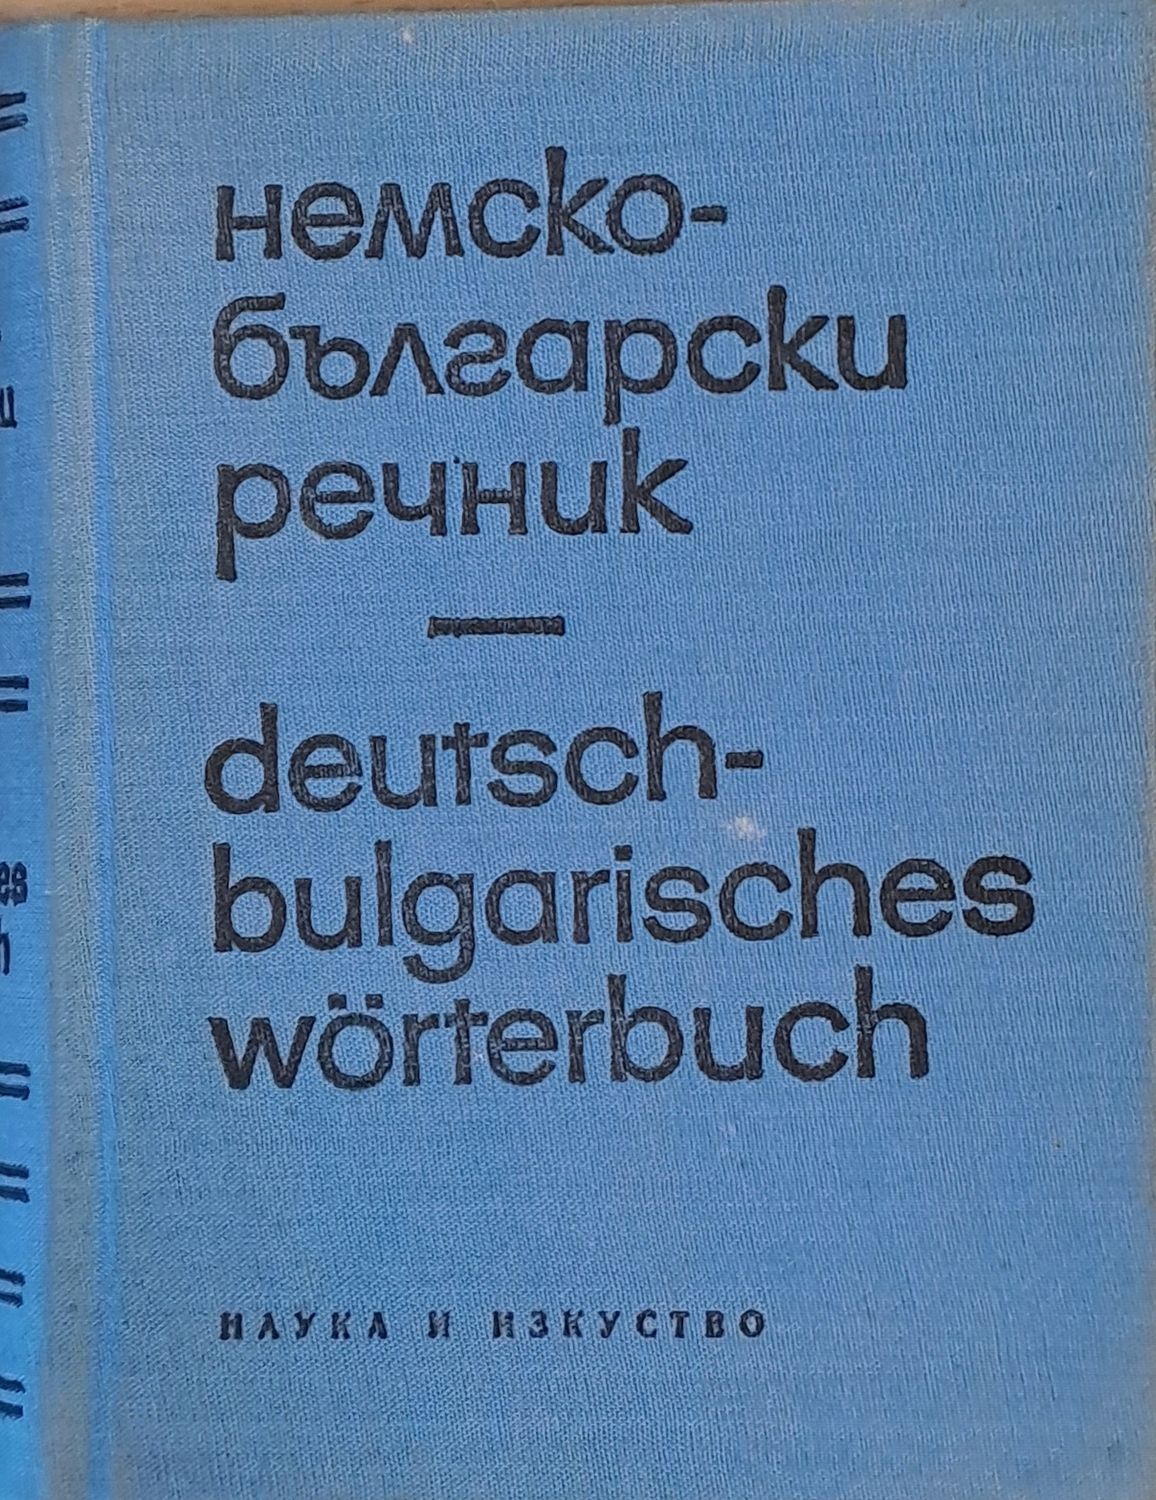 немско-
български
речник
—
deutsch-
bulgarisches
wörterbuch
НАУКА И ИЗКУСТВО